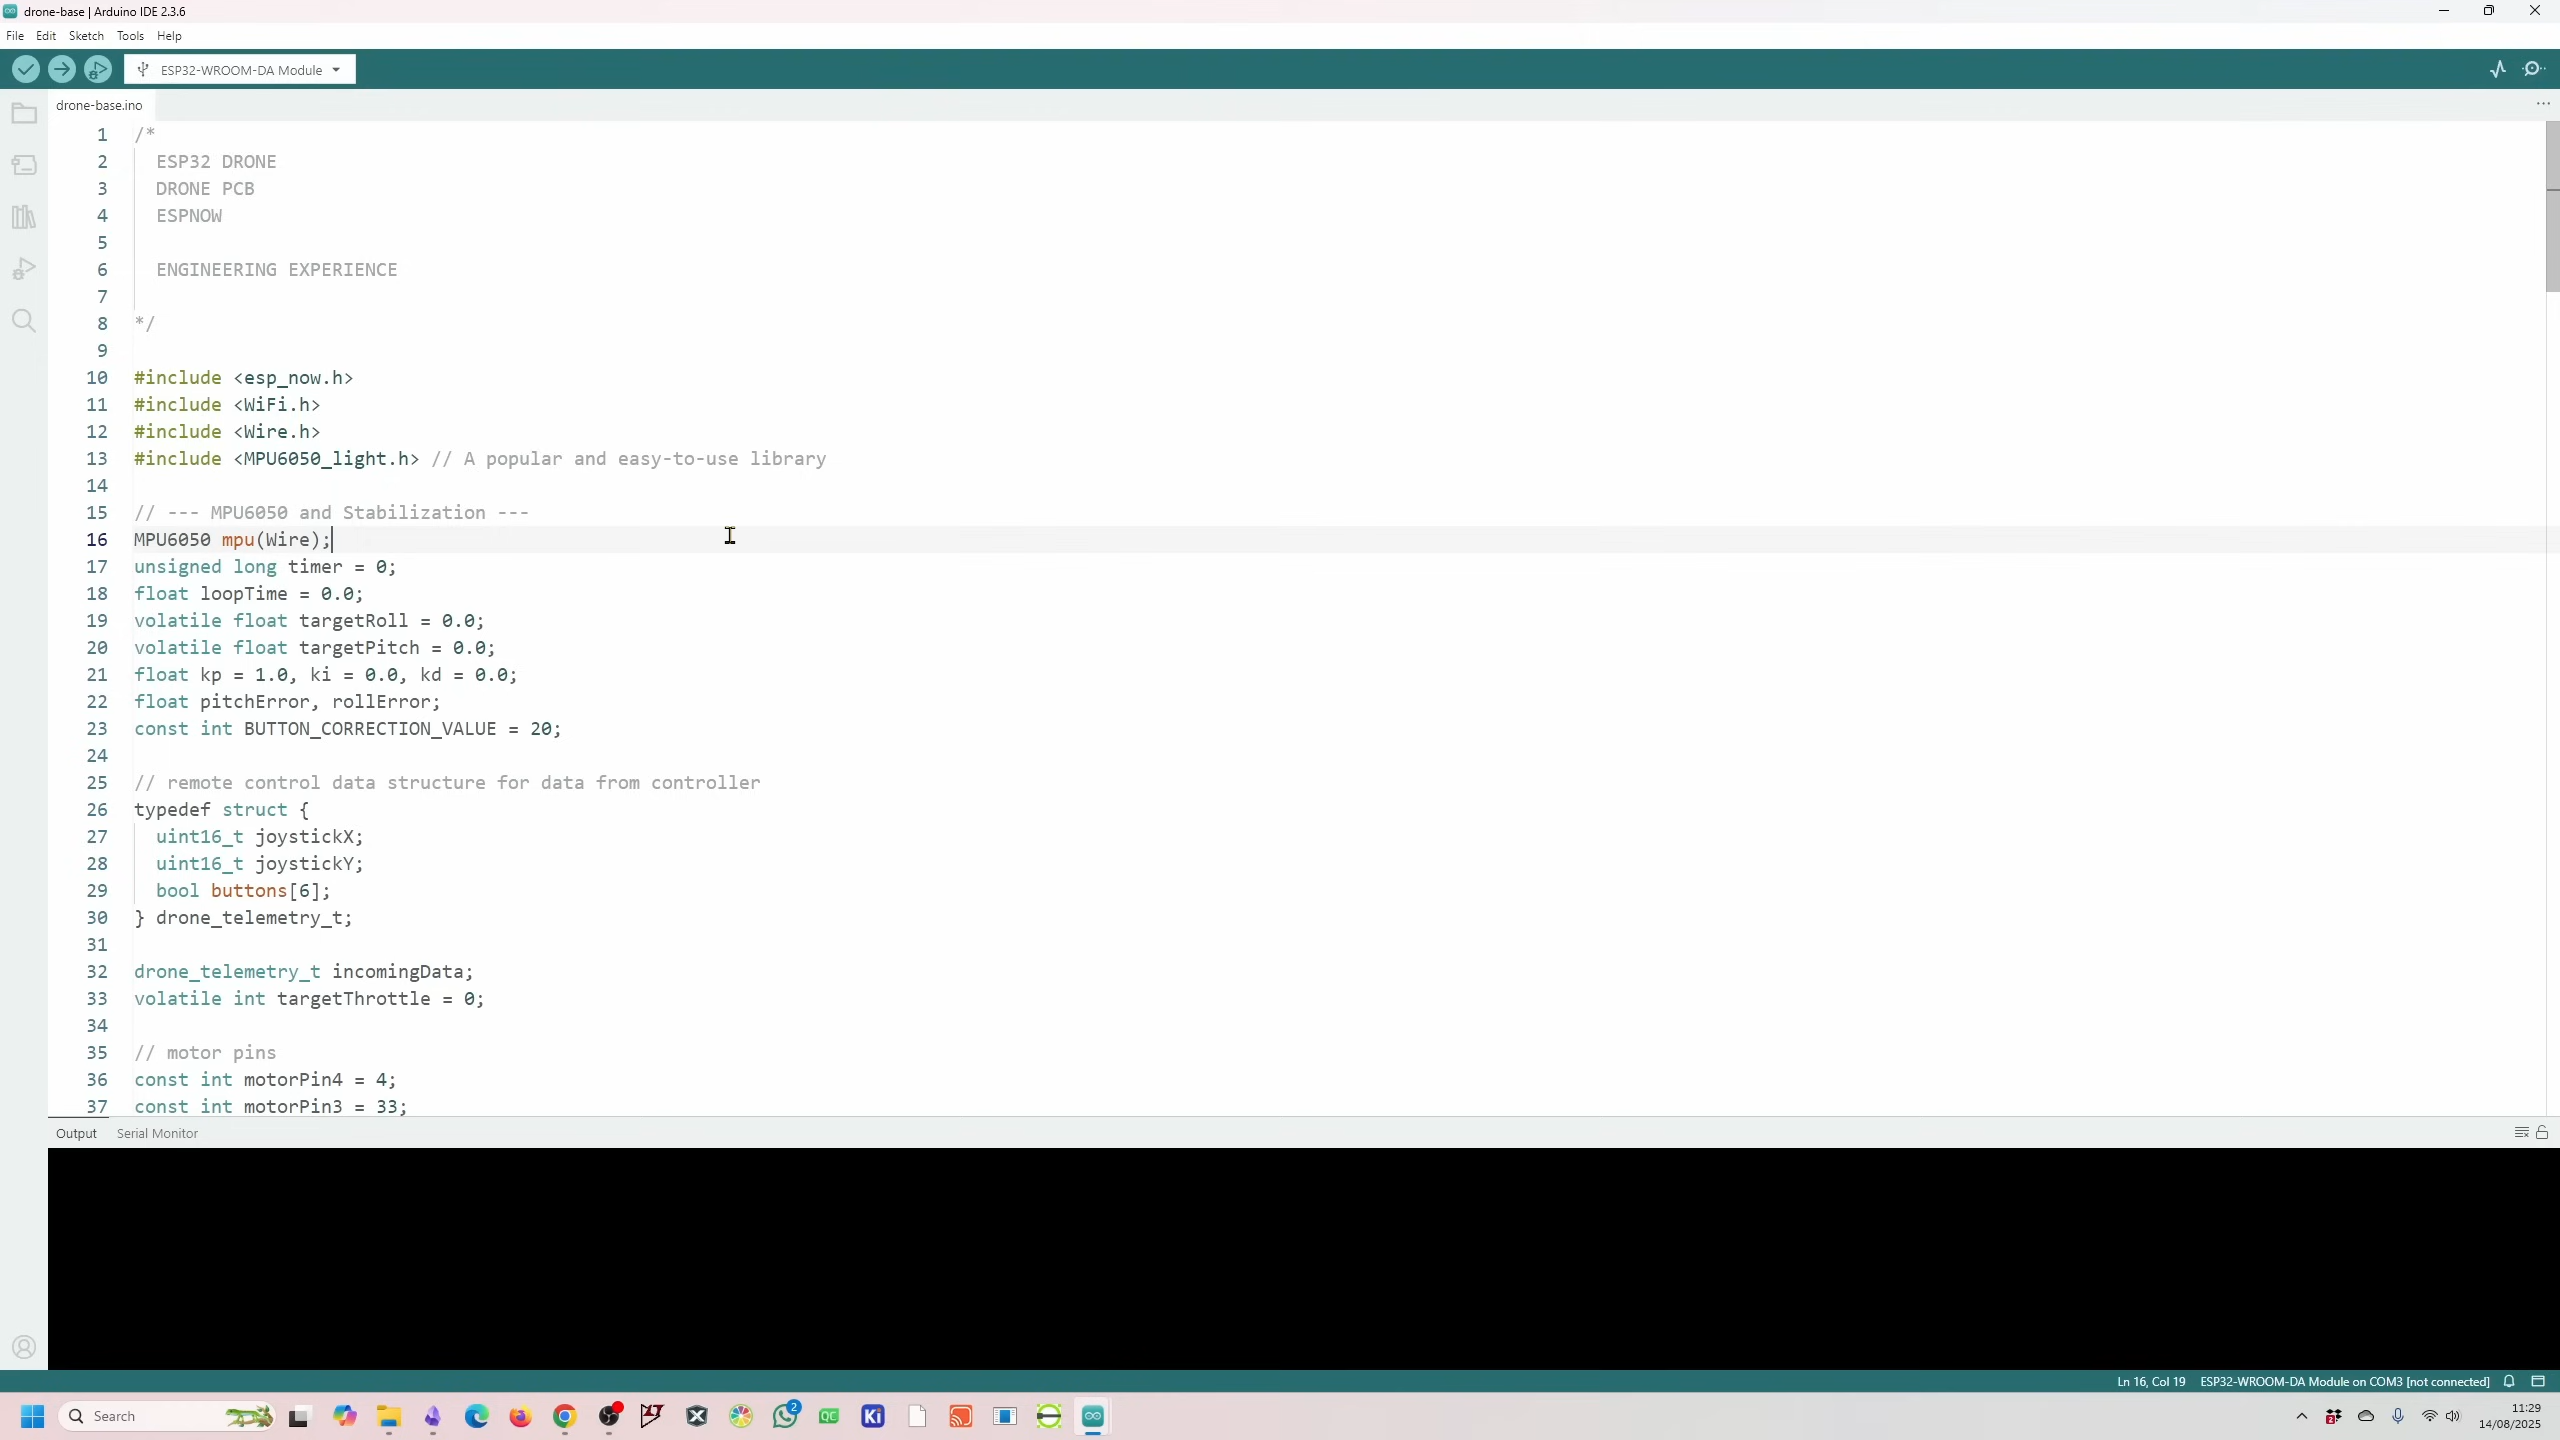 drone-base | Arduino IDE 2.3.6
File Edit Sketch Tools Help
ESP32-WROOM-DA Module
drone-base.ino
1 /*
2 ESP32 DRONE
3 DRONE PCB
4 ESPNOW
5
6 ENGINEERING EXPERIENCE
7
8 */
9
10 #include <esp_now.h>
11 #include <WiFi.h>
12 #include <Wire.h>
13 #include <MPU6050_light.h> // A popular and easy-to-use library
14
15 // --- MPU6050 and Stabilization ---
16 MPU6050 mpu(Wire);
17 unsigned long timer = 0;
18 float loopTime = 0.0;
19 volatile float targetRoll = 0.0;
20 volatile float targetPitch = 0.0;
21 float kp = 1.0, ki = 0.0, kd = 0.0;
22 float pitchError, rollError;
23 const int BUTTON_CORRECTION_VALUE = 20;
24
25 // remote control data structure for data from controller
26 typedef struct {
27 uint16_t joystickX;
28 uint16_t joystickY;
29 bool buttons[6];
30 } drone_telemetry_t;
31
32 drone_telemetry_t incomingData;
33 volatile int targetThrottle = 0;
34
35 // motor pins
36 const int motorPin4 = 4;
37 const int motorPin3 = 33;
Output Serial Monitor
Ln 16, Col 19 ESP32-WROOM-DA Module on COM3 [not connected]
Search
2
QC
Ki
2
11:29
14/08/2025